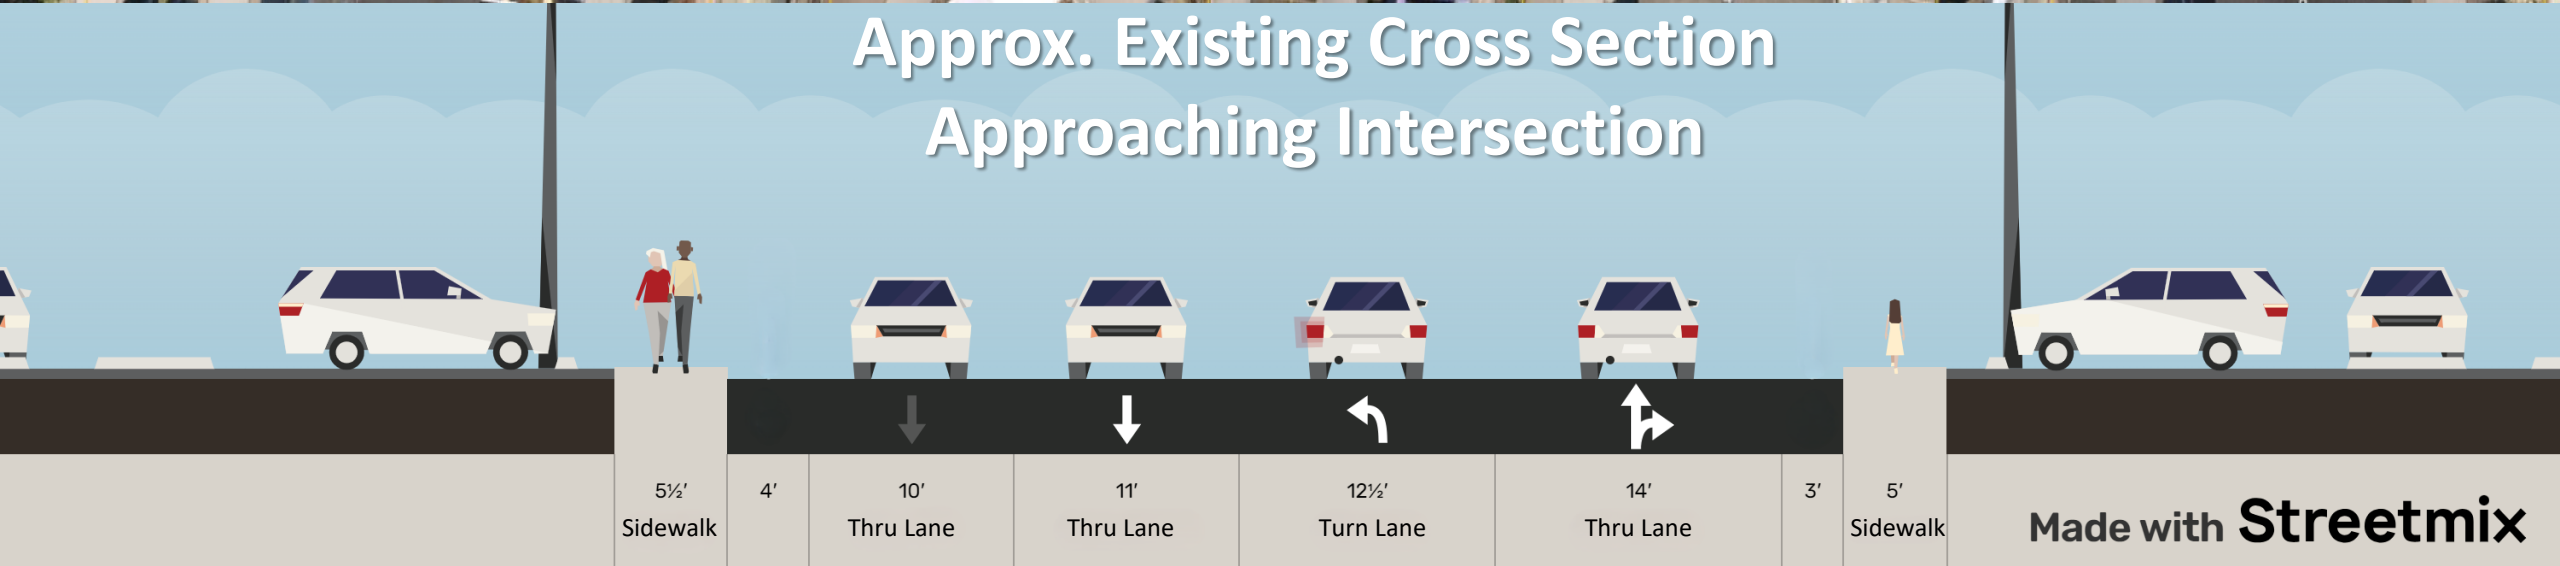 Approx. Existing Cross Section
Approaching Intersection
5½' 4' 10' 11' 12½' 14' 3' 5'
Sidewalk Thru Lane Thru Lane Turn Lane Thru Lane Sidewalk
Made with Streetmix